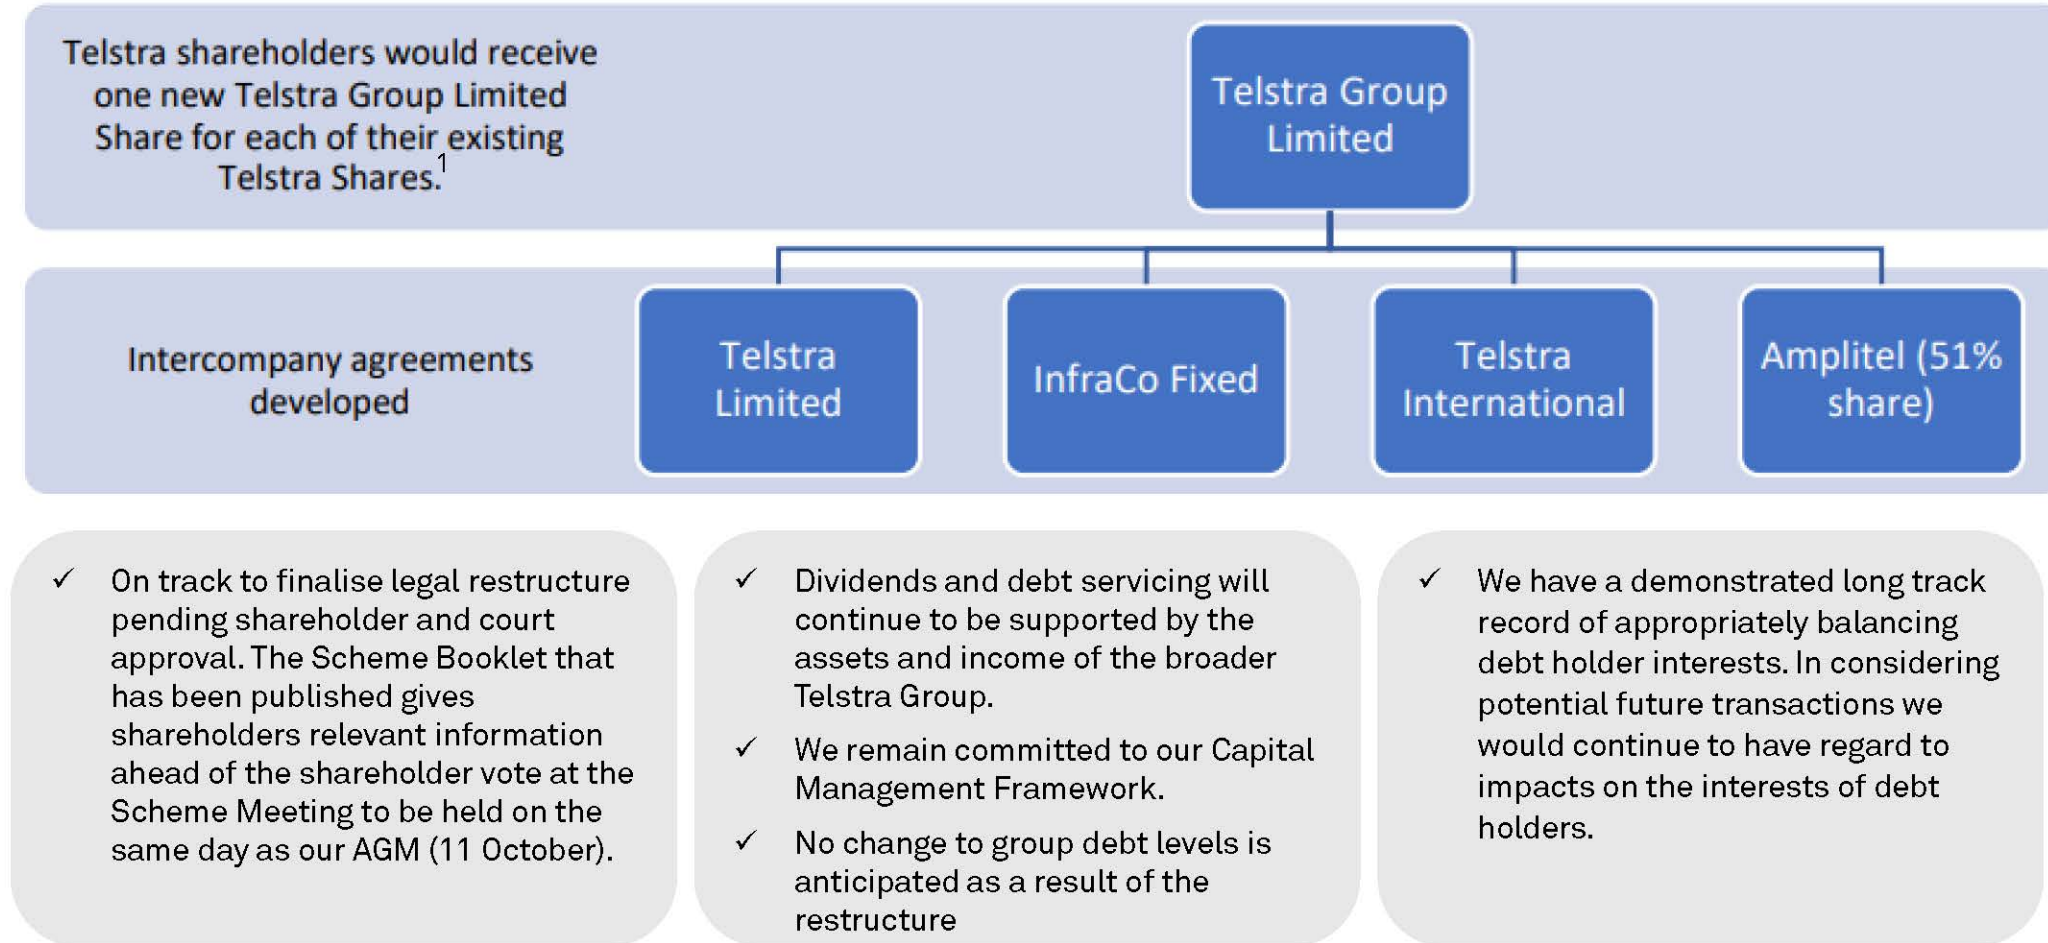 Telstra shareholders would receive
one new Telstra Group Limited
Share for each of their existing
Telstra Shares.1
Telstra Group
Limited
Intercompany agreements
developed
Telstra
Limited
InfraCo Fixed
Telstra
International
Amplitel (51%
share)
✓ On track to finalise legal restructure
pending shareholder and court
approval. The Scheme Booklet that
has been published gives
shareholders relevant information
ahead of the shareholder vote at the
Scheme Meeting to be held on the
same day as our AGM (11 October).
✓ Dividends and debt servicing will
continue to be supported by the
assets and income of the broader
Telstra Group.
✓ We remain committed to our Capital
Management Framework.
✓ No change to group debt levels is
anticipated as a result of the
restructure
✓ We have a demonstrated long track
record of appropriately balancing
debt holder interests. In considering
potential future transactions we
would continue to have regard to
impacts on the interests of debt
holders.